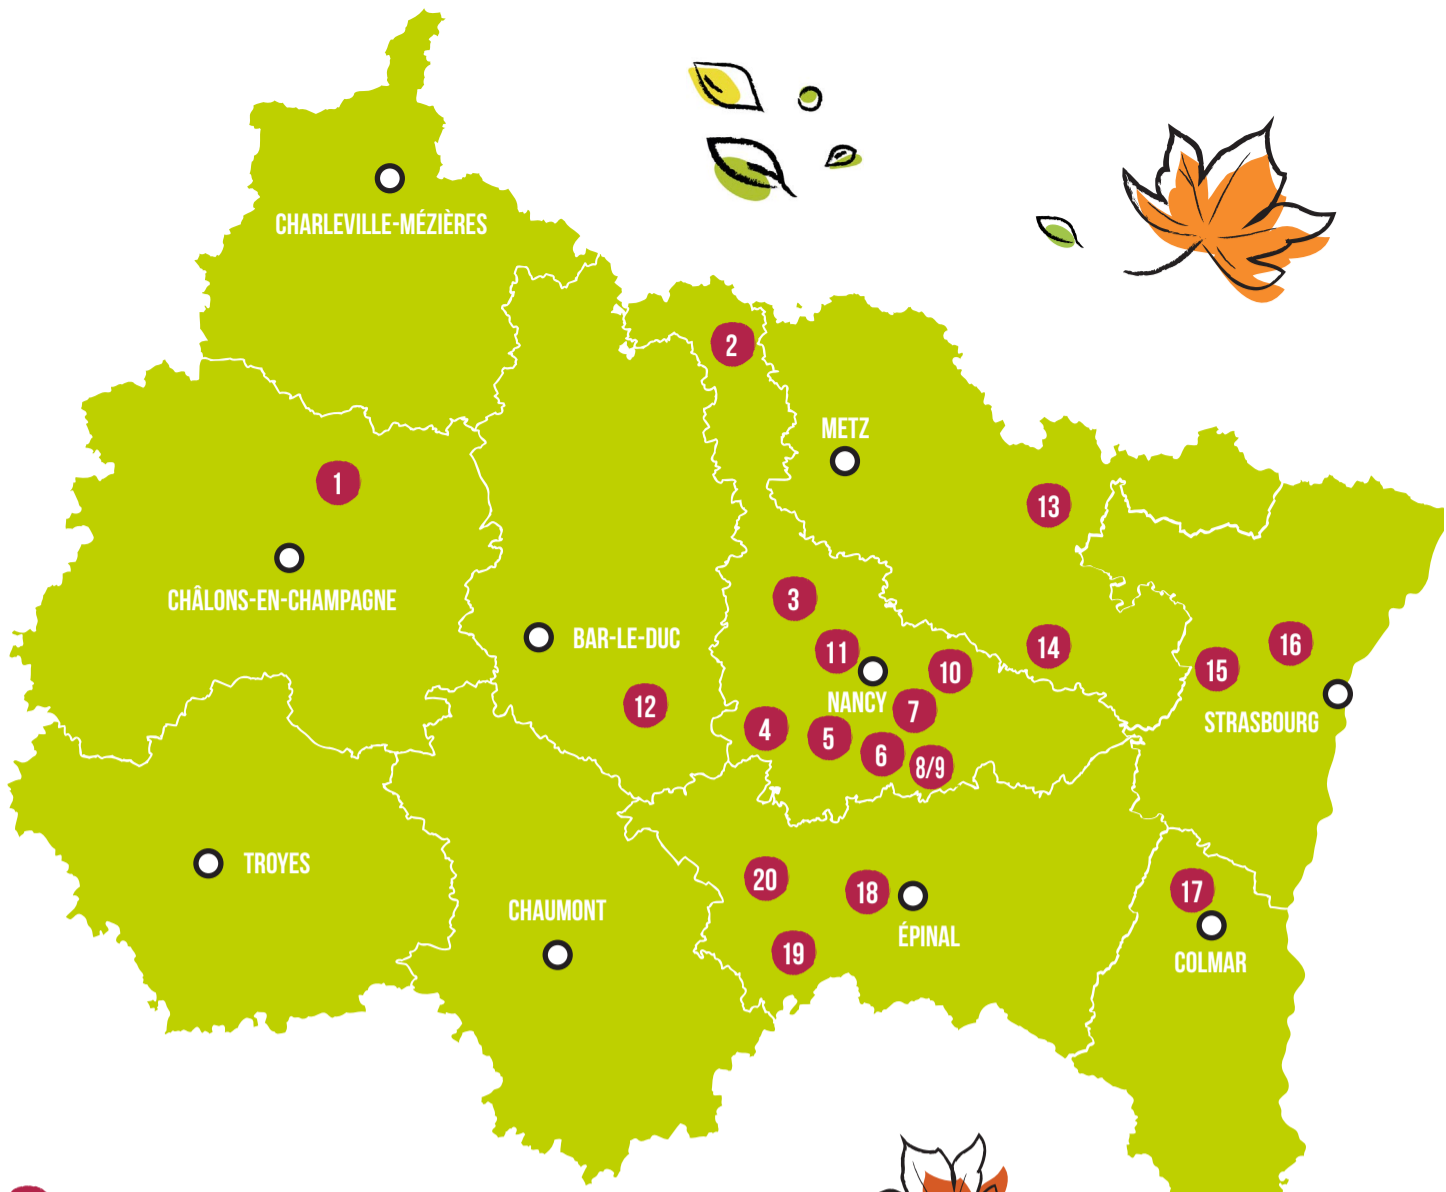 CHARLEVILLE-MÉZIÈRES
2
METZ
1
13
CHÂLONS-EN-CHAMPAGNE
3
BAR-LE-DUC
11
14
16
10
15
12
NANCY
7
STRASBOURG
4
5
6
8/9
TROYES
20
18
17
CHAUMONT
ÉPINAL
19
COLMAR